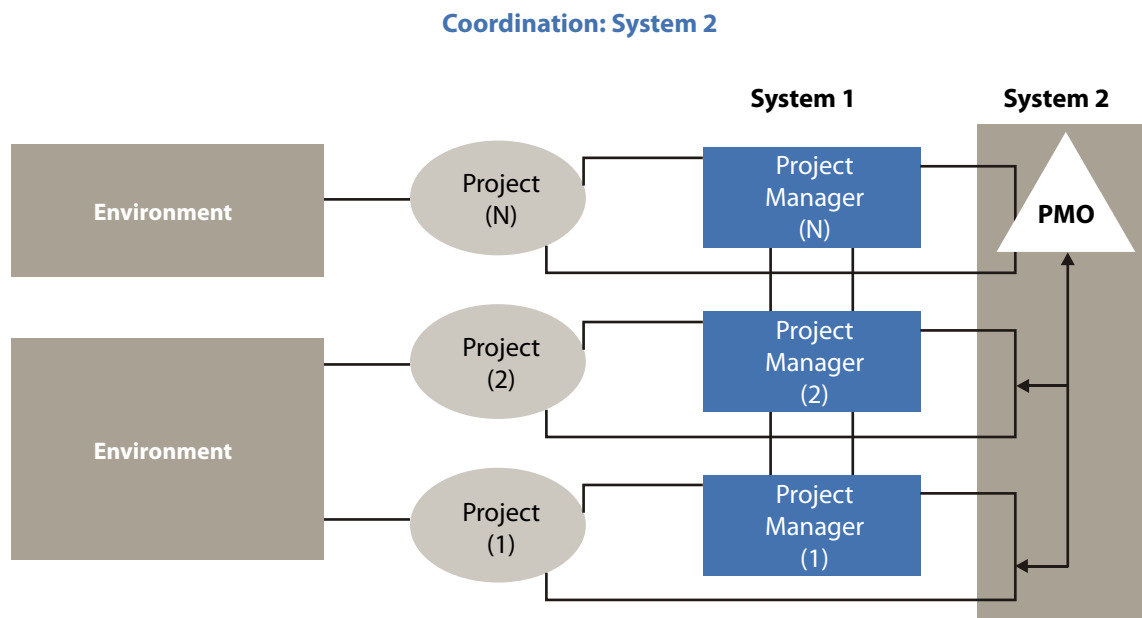 Coordination: System 2
System 1
System 2
Environment
Project
(N)
Project
Manager
(N)
PMO
Project
(2)
Project
Manager
(2)
Environment
Project
(1)
Project
Manager
(1)